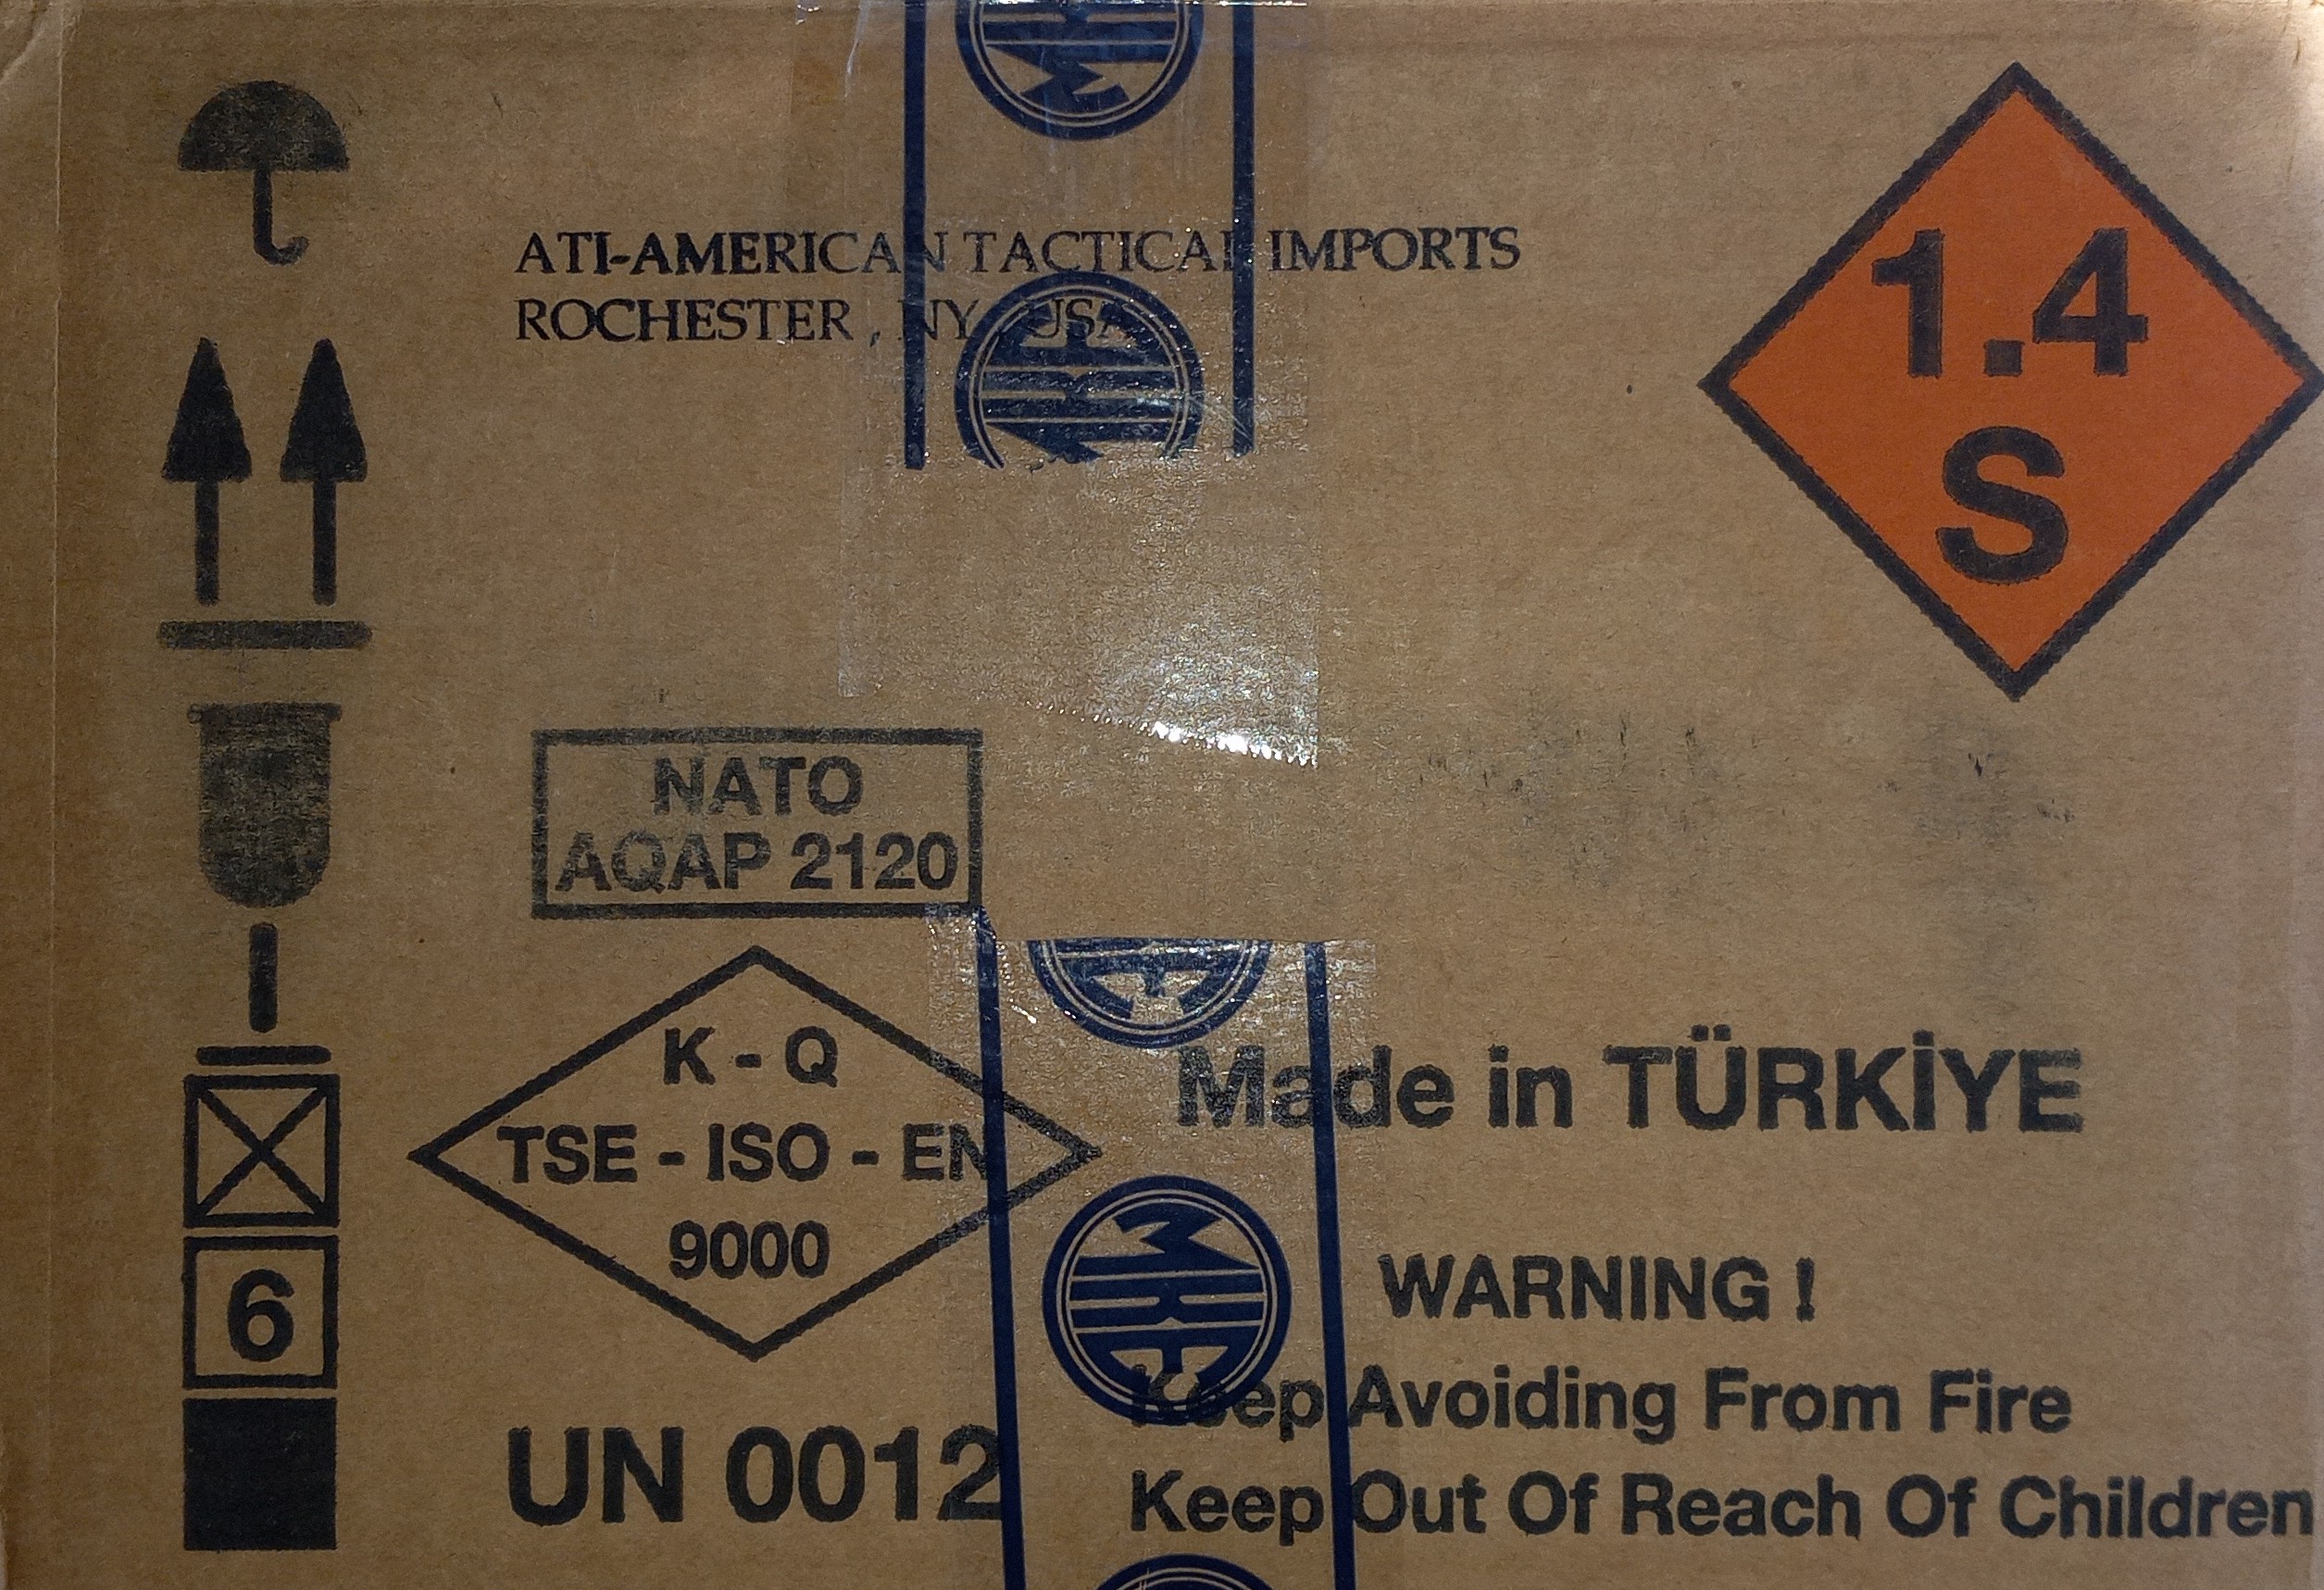 ATI-AMERICAN TACTICAL IMPORTS
ROCHESTER , NY , USA
1.4
S
NATO
AQAP 2120
K - Q
TSE - ISO - EN
9000
Made in TÜRKİYE
MKE
WARNING !
6
Keep Avoiding From Fire
UN 0012
Keep Out Of Reach Of Children